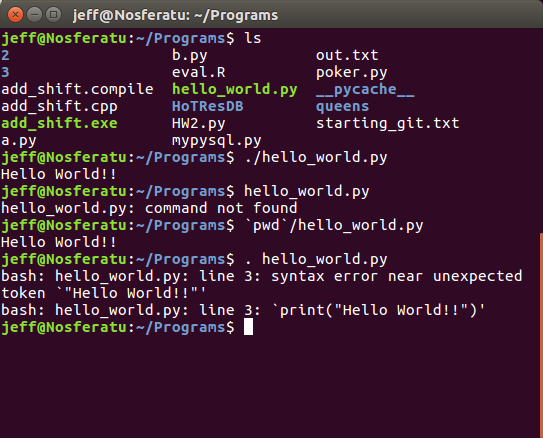 jeff@Nosferatu: ~/Programs
jeff@Nosferatu:~/Programs$ ls
2                  b.py            out.txt
3                  eval.R          poker.py
add_shift.compile  hello_world.py  __pycache__
add_shift.cpp      HoTResDB        queens
add_shift.exe      HW2.py          starting_git.txt
a.py               mypysql.py
jeff@Nosferatu:~/Programs$ ./hello_world.py
Hello World!!
jeff@Nosferatu:~/Programs$ hello_world.py
hello_world.py: command not found
jeff@Nosferatu:~/Programs$ `pwd`/hello_world.py
Hello World!!
jeff@Nosferatu:~/Programs$ . hello_world.py
bash: hello_world.py: line 3: syntax error near unexpected
token `"Hello World!!"'
bash: hello_world.py: line 3: `print("Hello World!!")'
jeff@Nosferatu:~/Programs$